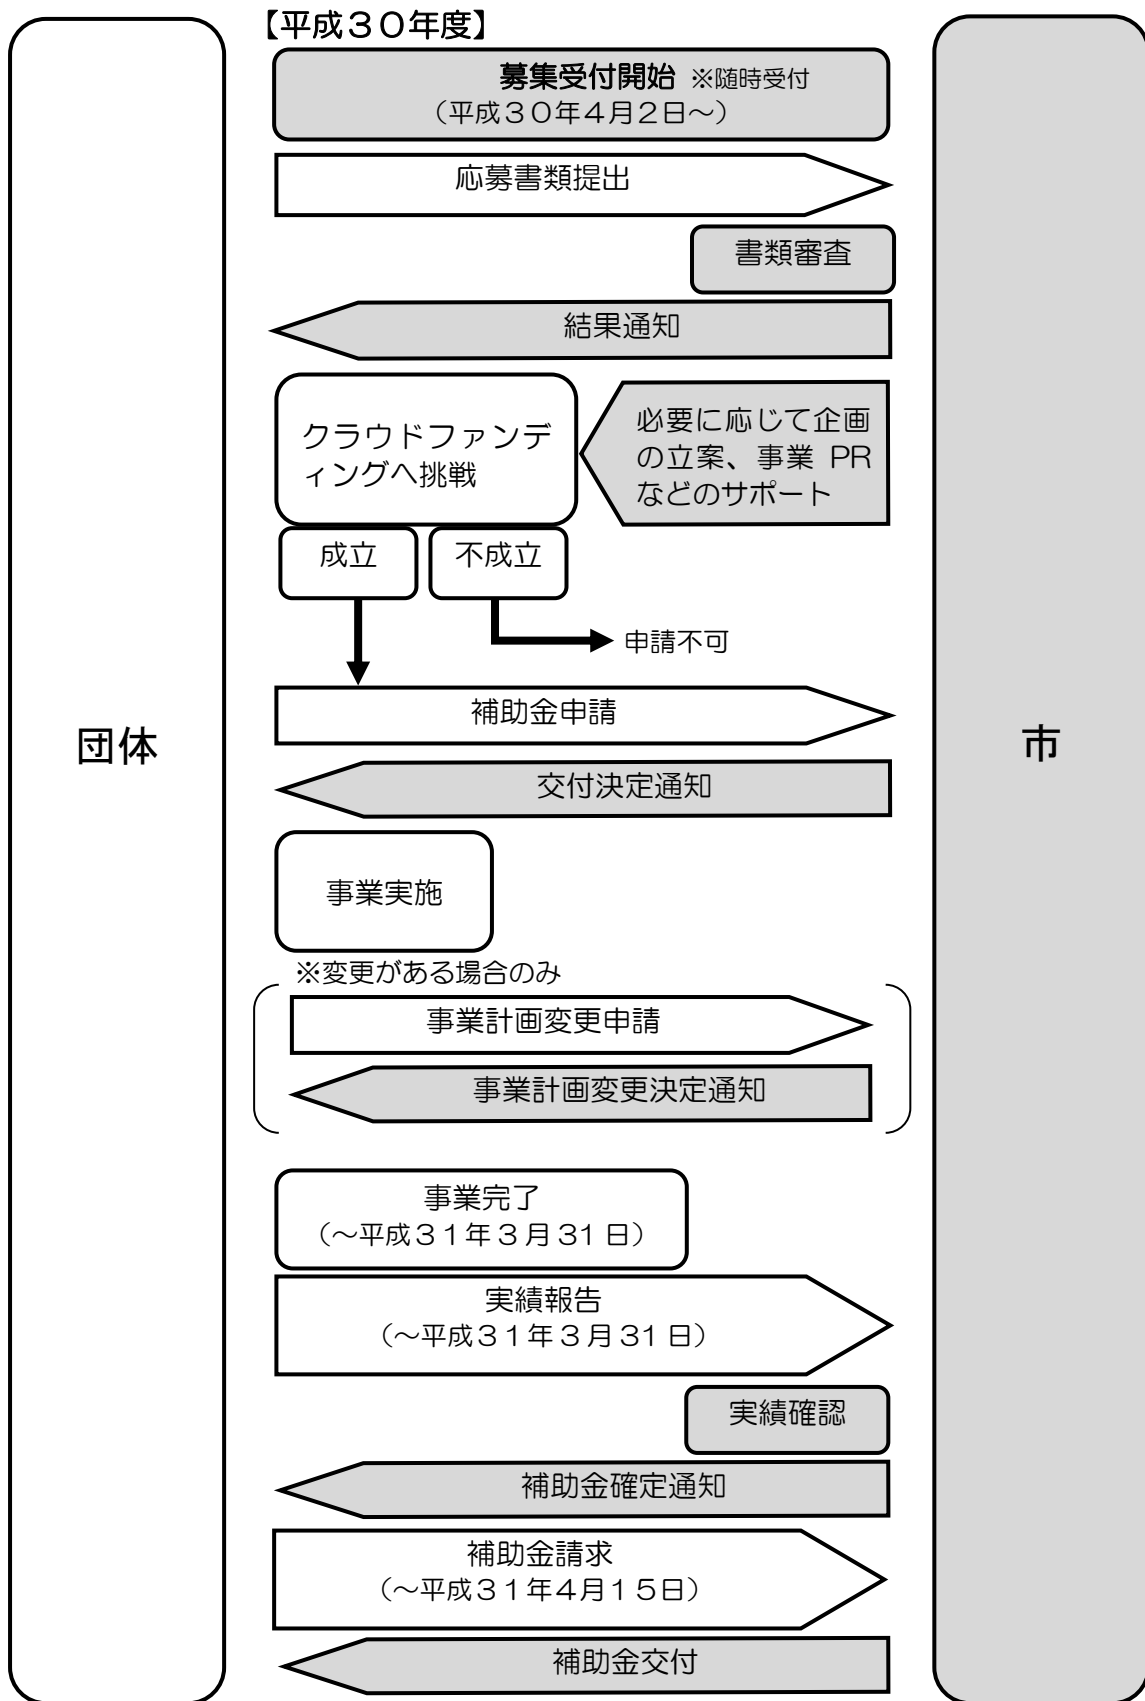 【平成３０年度】
募集受付開始 ※随時受付
（平成３０年４月２日～）
応募書類提出
書類審査
結果通知
クラウドファンデ
ィングへ挑戦
必要に応じて企画
の立案、事業 PR
などのサポート
成立
不成立
申請不可
補助金申請
団体
市
交付決定通知
事業実施
※変更がある場合のみ
事業計画変更申請
事業計画変更決定通知
事業完了
（～平成３１年３月 31 日）
実績報告
（～平成３１年３月 31 日）
実績確認
補助金確定通知
補助金請求
（～平成３１年４月１５日）
補助金交付